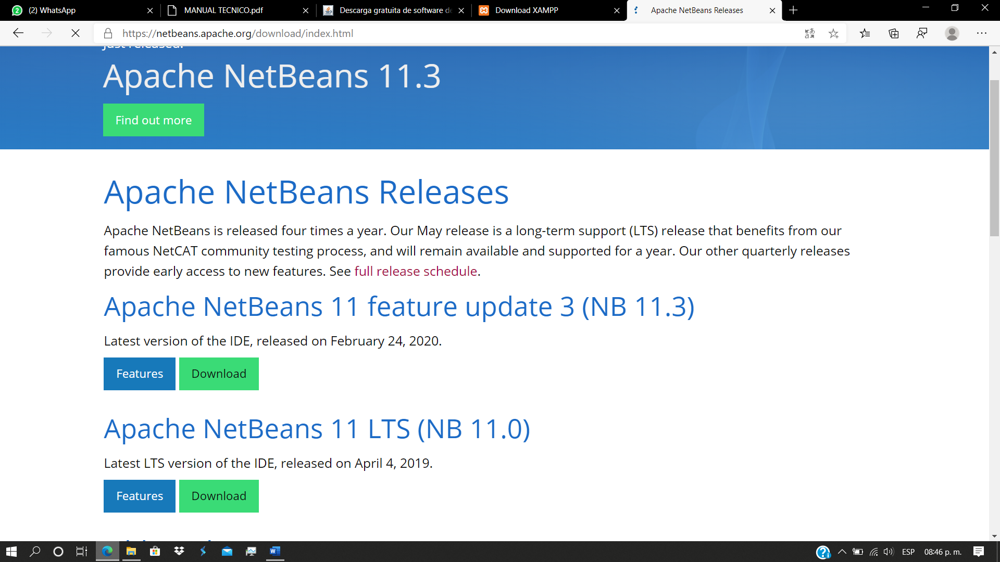 (2) WhatsApp
MANUAL TECNICO.pdf
Descarga gratuita de software de
Download XAMPP
Apache NetBeans Releases
https://netbeans.apache.org/download/index.html
just released!
Apache NetBeans 11.3
Find out more
Apache NetBeans Releases
Apache NetBeans is released four times a year. Our May release is a long-term support (LTS) release that benefits from our
famous NetCAT community testing process, and will remain available and supported for a year. Our other quarterly releases
provide early access to new features. See full release schedule.
Apache NetBeans 11 feature update 3 (NB 11.3)
Latest version of the IDE, released on February 24, 2020.
Features
Download
Apache NetBeans 11 LTS (NB 11.0)
Latest LTS version of the IDE, released on April 4, 2019.
Features
Download
ESP
08:46 p. m.